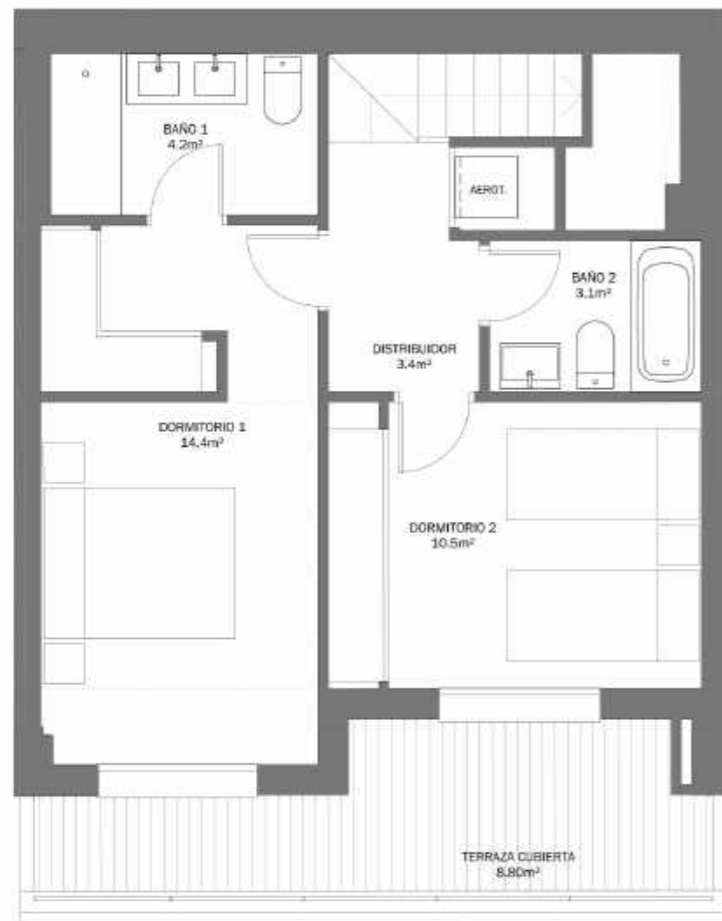 BAÑO 1
4.2m²
AEROT.
BAÑO 2
3.1m²
DISTRIBUIDOR
3.4m²
DORMITORIO 1
14.4m²
DORMITORIO 2
10.5m²
TERRAZA CUBIERTA
8.80m²